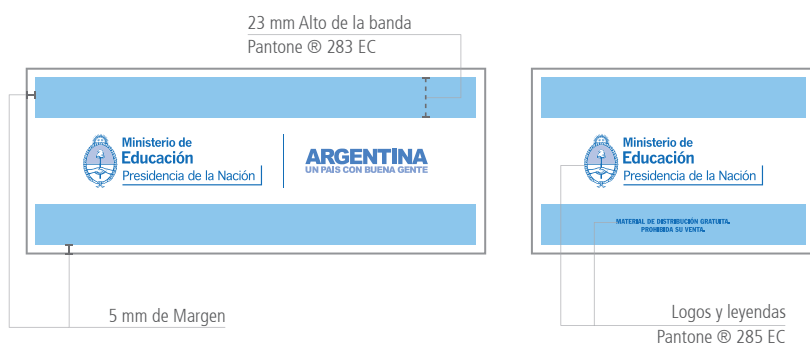 23 mm Alto de la banda
Pantone ® 283 EC
Ministerio de
Educación
Presidencia de la Nación
ARGENTINA
UN PAÍS CON BUENA GENTE
Ministerio de
Educación
Presidencia de la Nación
MATERIAL DE DISTRIBUCIÓN GRATUITA.
PROHIBIDA SU VENTA.
5 mm de Margen
Logos y leyendas
Pantone ® 285 EC